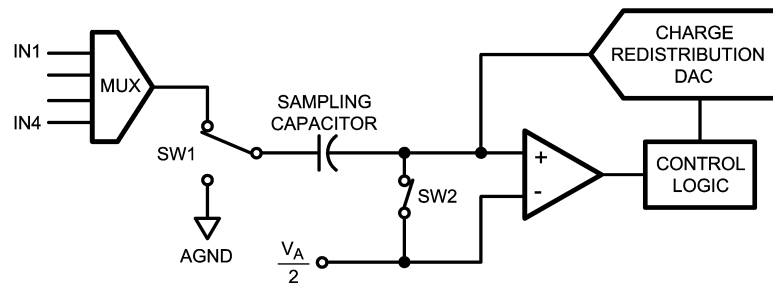 CHARGE
REDISTRIBUTION
DAC
IN1
MUX
IN4
SAMPLING
CAPACITOR
SW1
+
-
CONTROL
LOGIC
SW2
AGND
VA
2